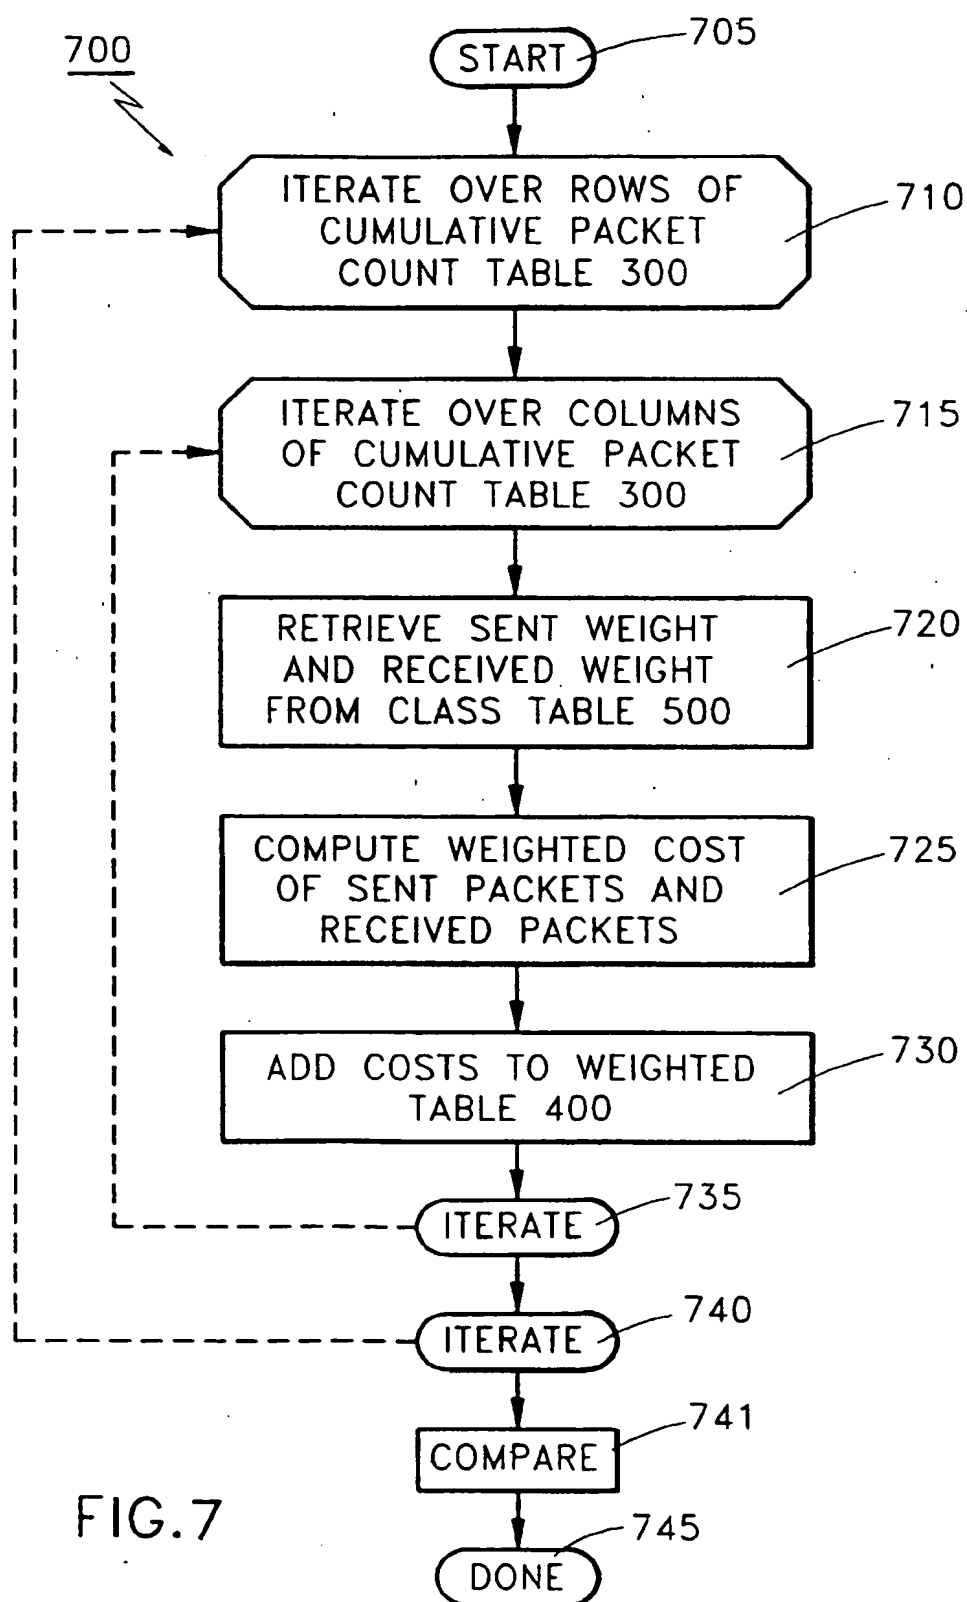 700
START
705
ITERATE OVER ROWS OF
CUMULATIVE PACKET
COUNT TABLE 300
710
ITERATE OVER COLUMNS
OF CUMULATIVE PACKET
COUNT TABLE 300
715
RETRIEVE SENT WEIGHT
AND RECEIVED WEIGHT
FROM CLASS TABLE 500
720
COMPUTE WEIGHTED COST
OF SENT PACKETS AND
RECEIVED PACKETS
725
ADD COSTS TO WEIGHTED
TABLE 400
730
ITERATE
735
ITERATE
740
COMPARE
741
DONE
745
FIG.7